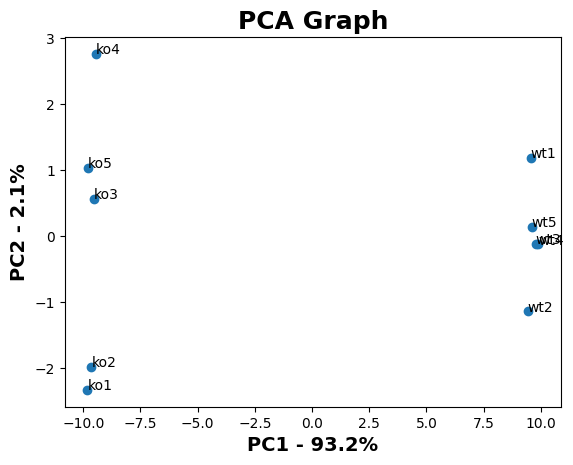 PCA Graph
3
2
1
0
−1
−2
PC2 - 2.1%
ko4
ko5
ko3
ko2
ko1
wt1
wt5
wt3
wt4
wt2
−10.0 −7.5 −5.0 −2.5 0.0 2.5 5.0 7.5 10.0
PC1 - 93.2%